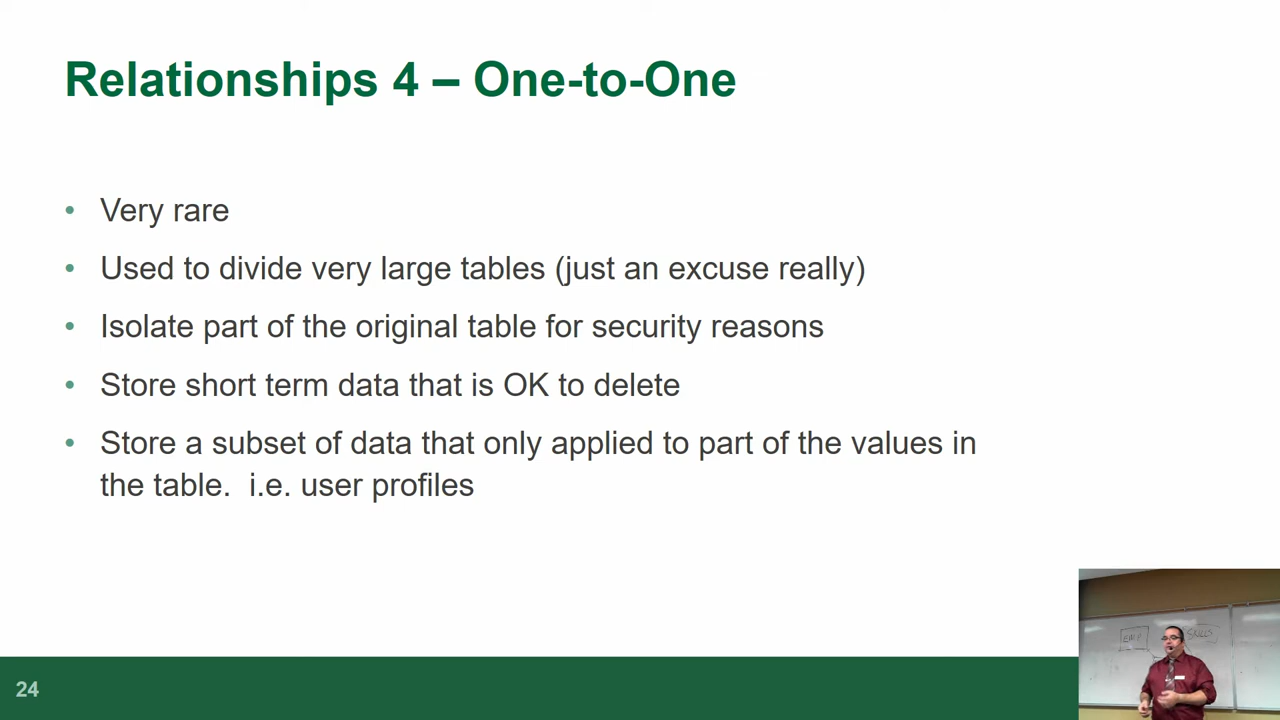 Relationships 4 – One-to-One
• Very rare
• Used to divide very large tables (just an excuse really)
• Isolate part of the original table for security reasons
• Store short term data that is OK to delete
• Store a subset of data that only applied to part of the values in
the table.  i.e. user profiles
24
EMP
SKILLS